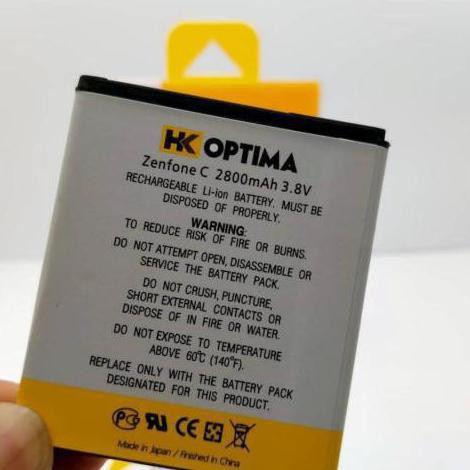 HK OPTIMA
Zenfone C 2800mAh 3.8V
RECHARGEABLE Li-ion BATTERY. MUST BE
DISPOSED OF PROPERLY.
WARNING:
TO REDUCE RISK OF FIRE OR BURNS.
DO NOT ATTEMPT OPEN, DISASSEMBLE OR
SERVICE THE BATTERY PACK.
DO NOT CRUSH, PUNCTURE,
SHORT EXTERNAL CONTACTS OR
DISPOSE OF IN FIRE OR WATER.
DO NOT EXPOSE TO TEMPERATURE
ABOVE 60℃ (140°F).
REPLACE ONLY WITH THE BATTERY PACK
DESIGNATED FOR THIS PRODUCT.
CE
Made in Japan / Finished in China